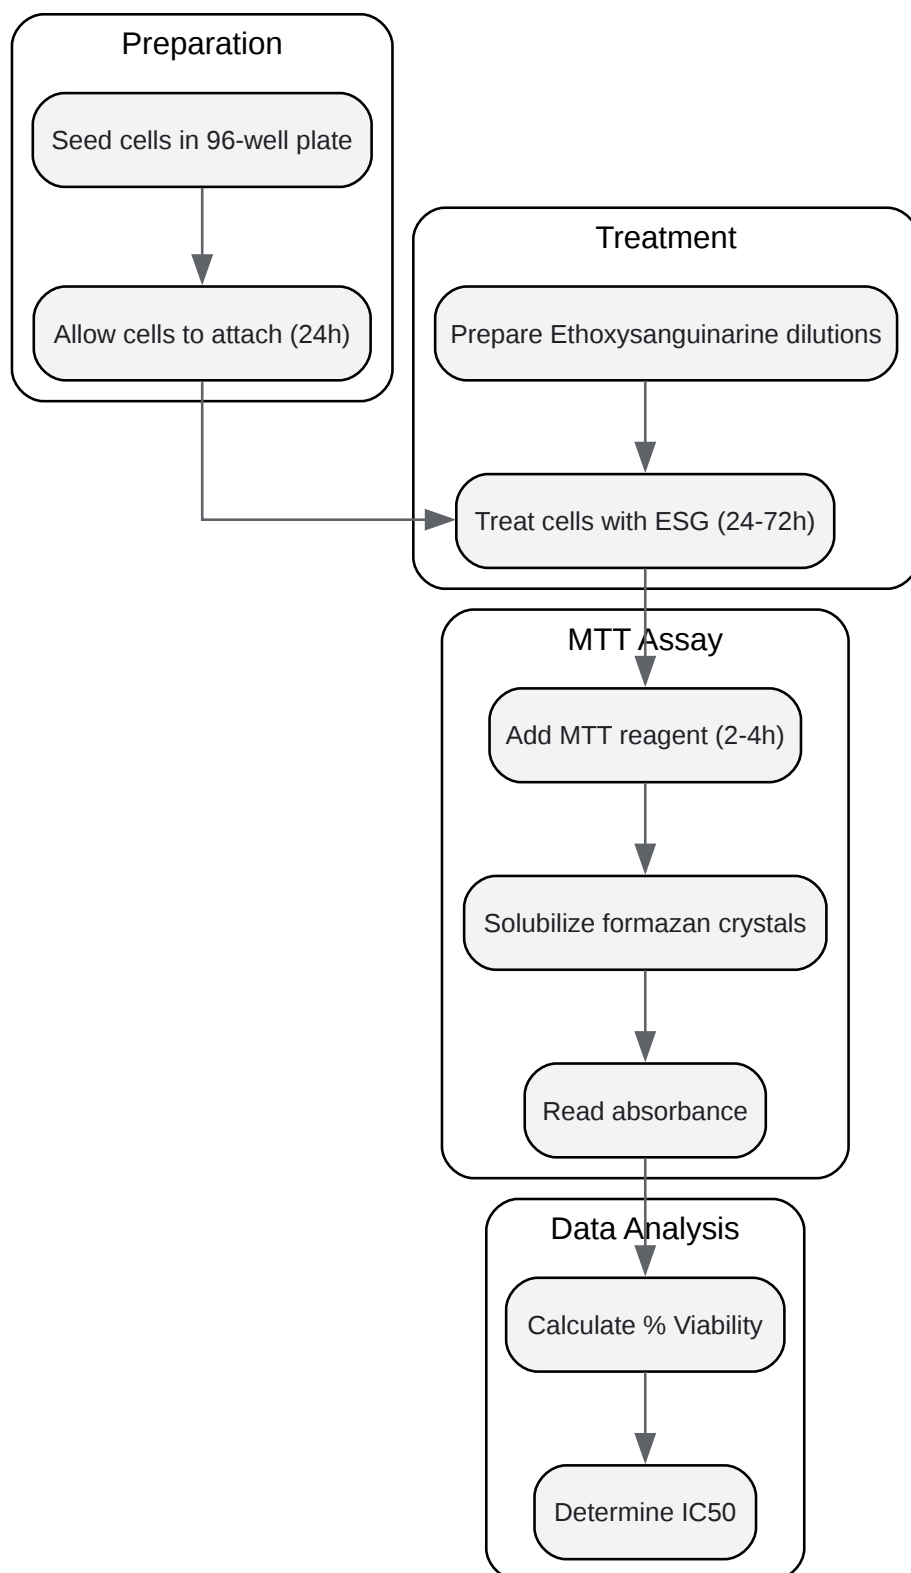 Preparation
Seed cells in 96-well plate
Allow cells to attach (24h)
Treatment
Prepare Ethoxysanguinarine dilutions
Treat cells with ESG (24-72h)
MTT Assay
Add MTT reagent (2-4h)
Solubilize formazan crystals
Read absorbance
Data Analysis
Calculate % Viability
Determine IC50